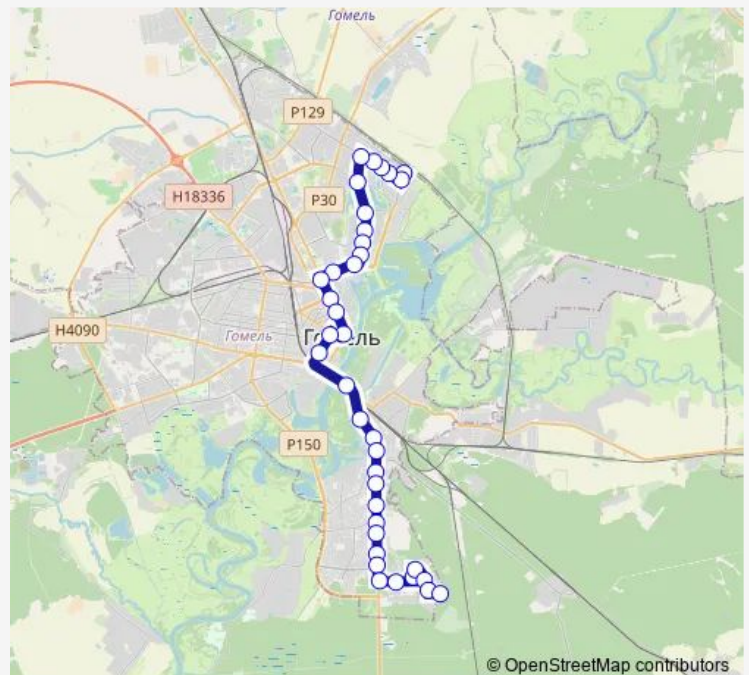 Гомель
P129
H18336
P30
H4090
Гомель
Гомель
P150
© OpenStreetMap contributors